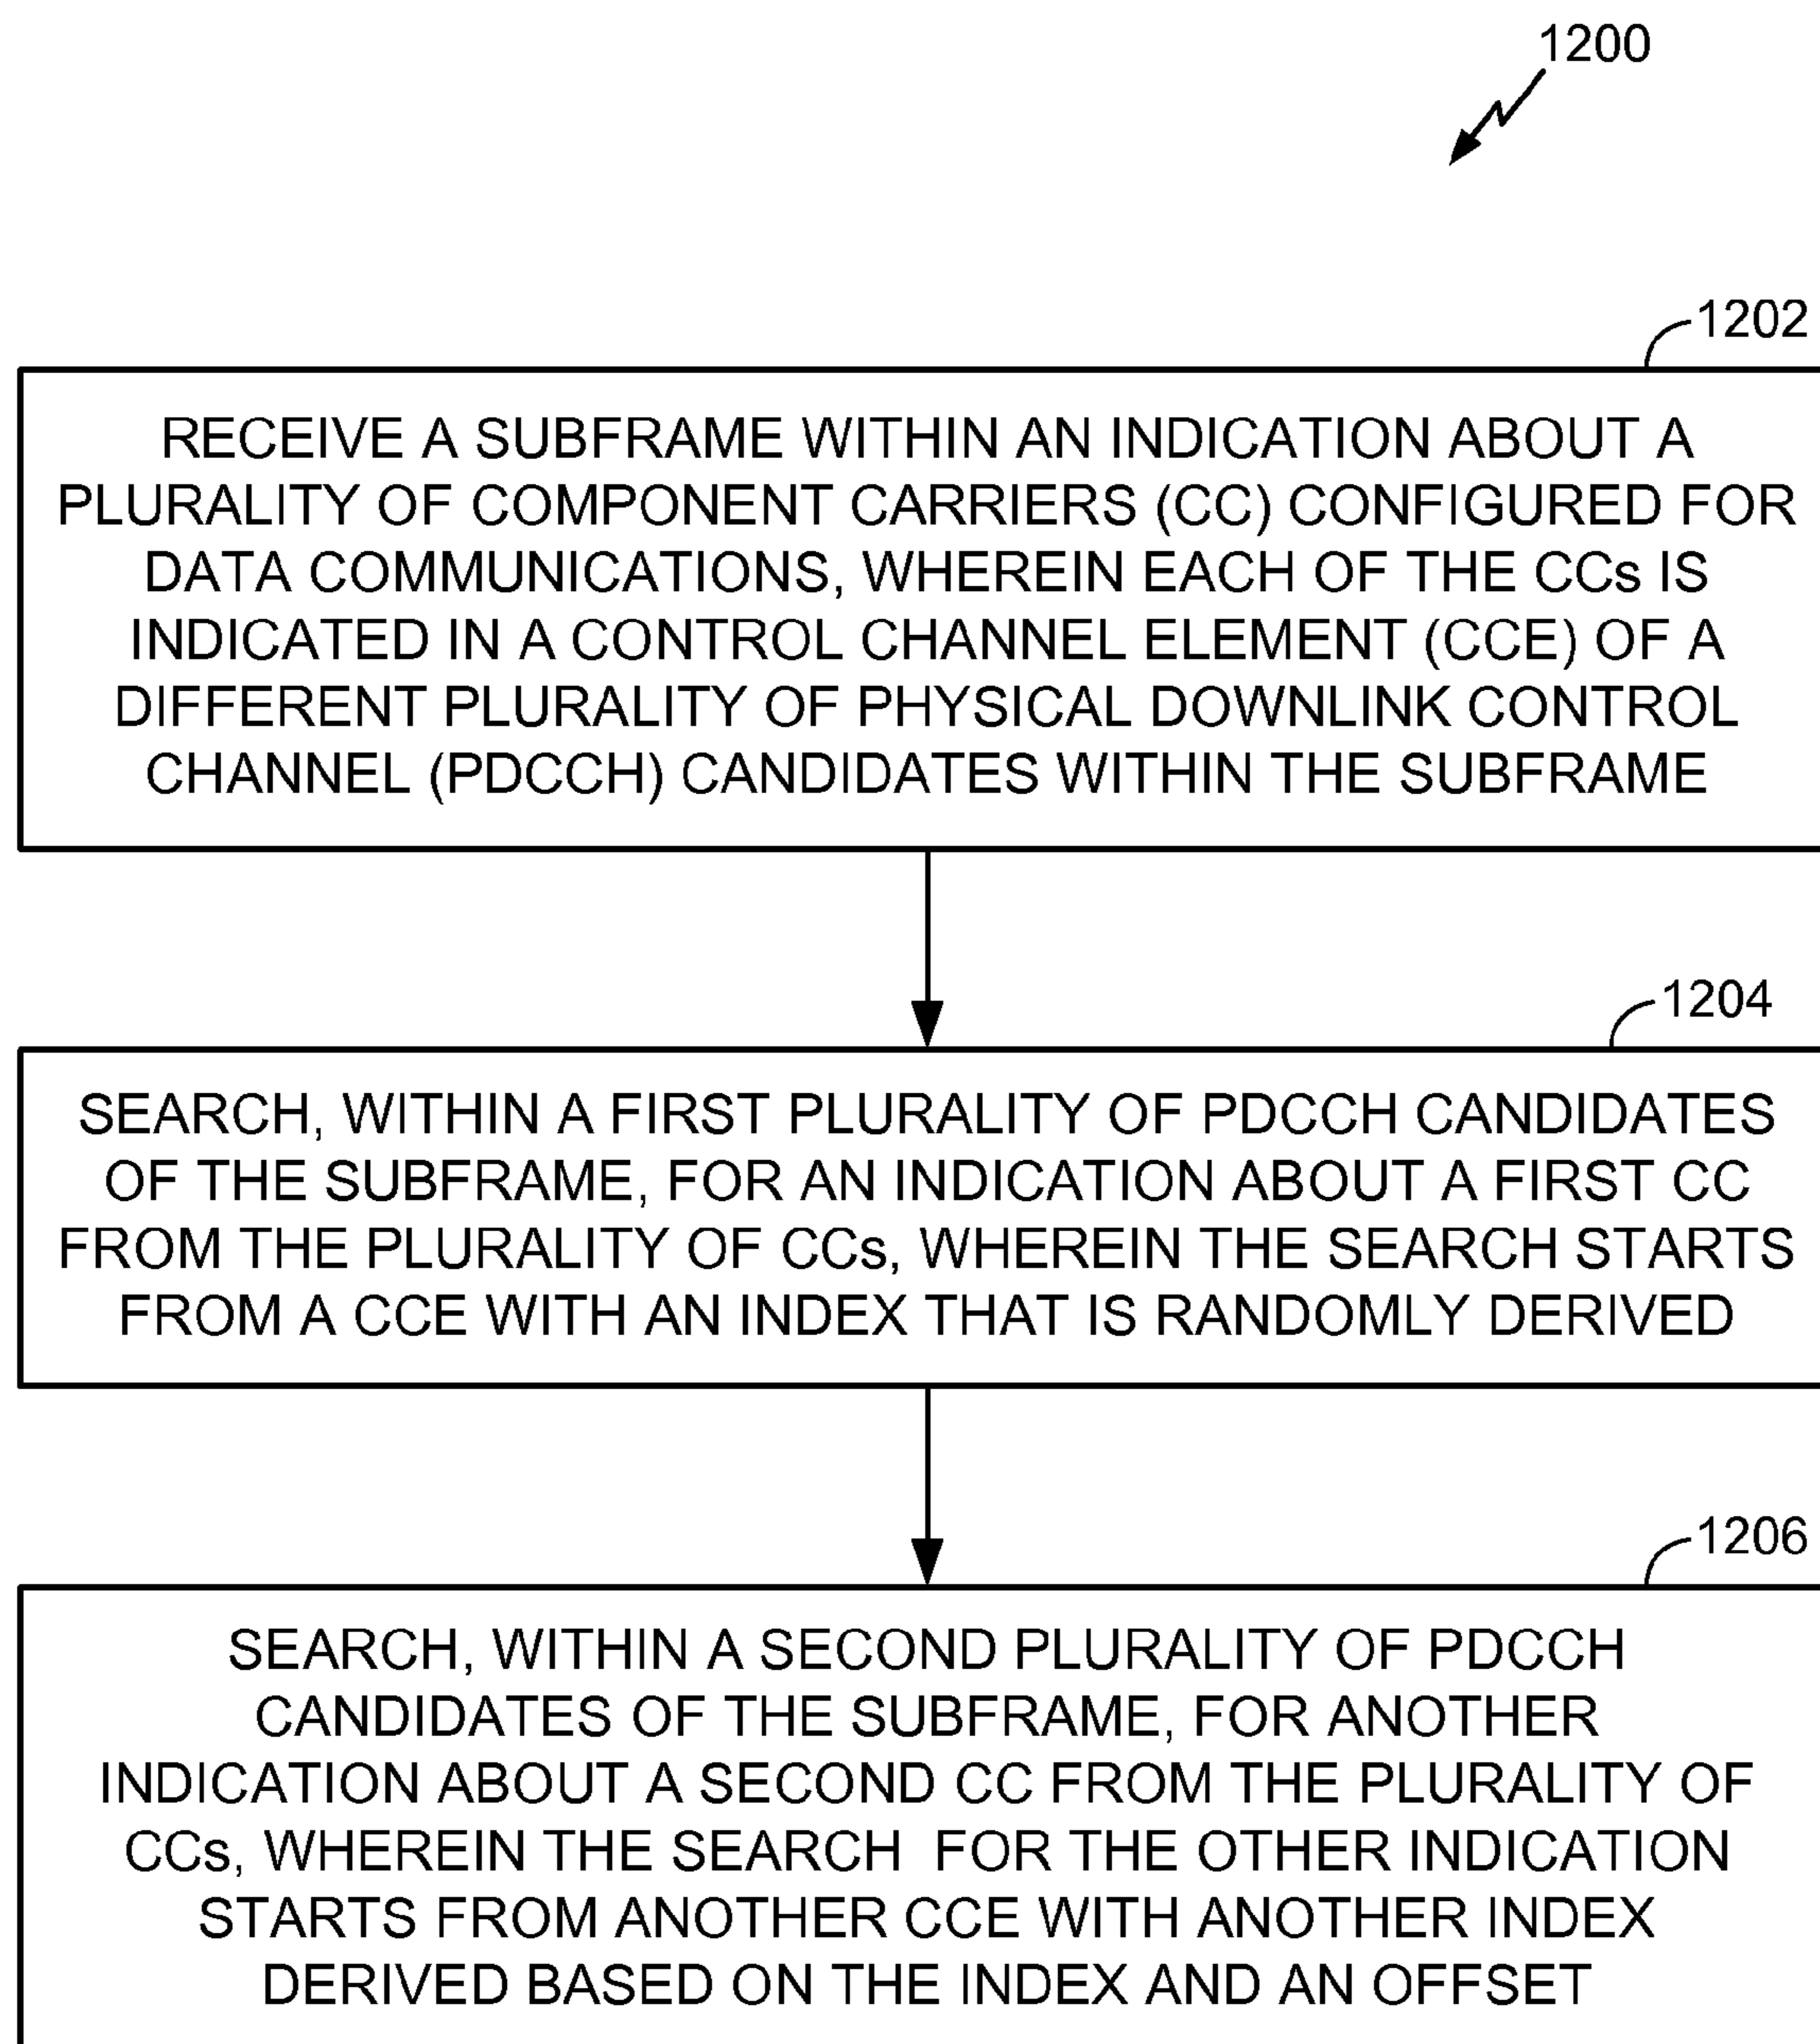 1200
1202
RECEIVE A SUBFRAME WITHIN AN INDICATION ABOUT A
PLURALITY OF COMPONENT CARRIERS (CC) CONFIGURED FOR
DATA COMMUNICATIONS, WHEREIN EACH OF THE CCs IS
INDICATED IN A CONTROL CHANNEL ELEMENT (CCE) OF A
DIFFERENT PLURALITY OF PHYSICAL DOWNLINK CONTROL
CHANNEL (PDCCH) CANDIDATES WITHIN THE SUBFRAME
1204
SEARCH, WITHIN A FIRST PLURALITY OF PDCCH CANDIDATES
OF THE SUBFRAME, FOR AN INDICATION ABOUT A FIRST CC
FROM THE PLURALITY OF CCs, WHEREIN THE SEARCH STARTS
FROM A CCE WITH AN INDEX THAT IS RANDOMLY DERIVED
1206
SEARCH, WITHIN A SECOND PLURALITY OF PDCCH
CANDIDATES OF THE SUBFRAME, FOR ANOTHER
INDICATION ABOUT A SECOND CC FROM THE PLURALITY OF
CCs, WHEREIN THE SEARCH FOR THE OTHER INDICATION
STARTS FROM ANOTHER CCE WITH ANOTHER INDEX
DERIVED BASED ON THE INDEX AND AN OFFSET